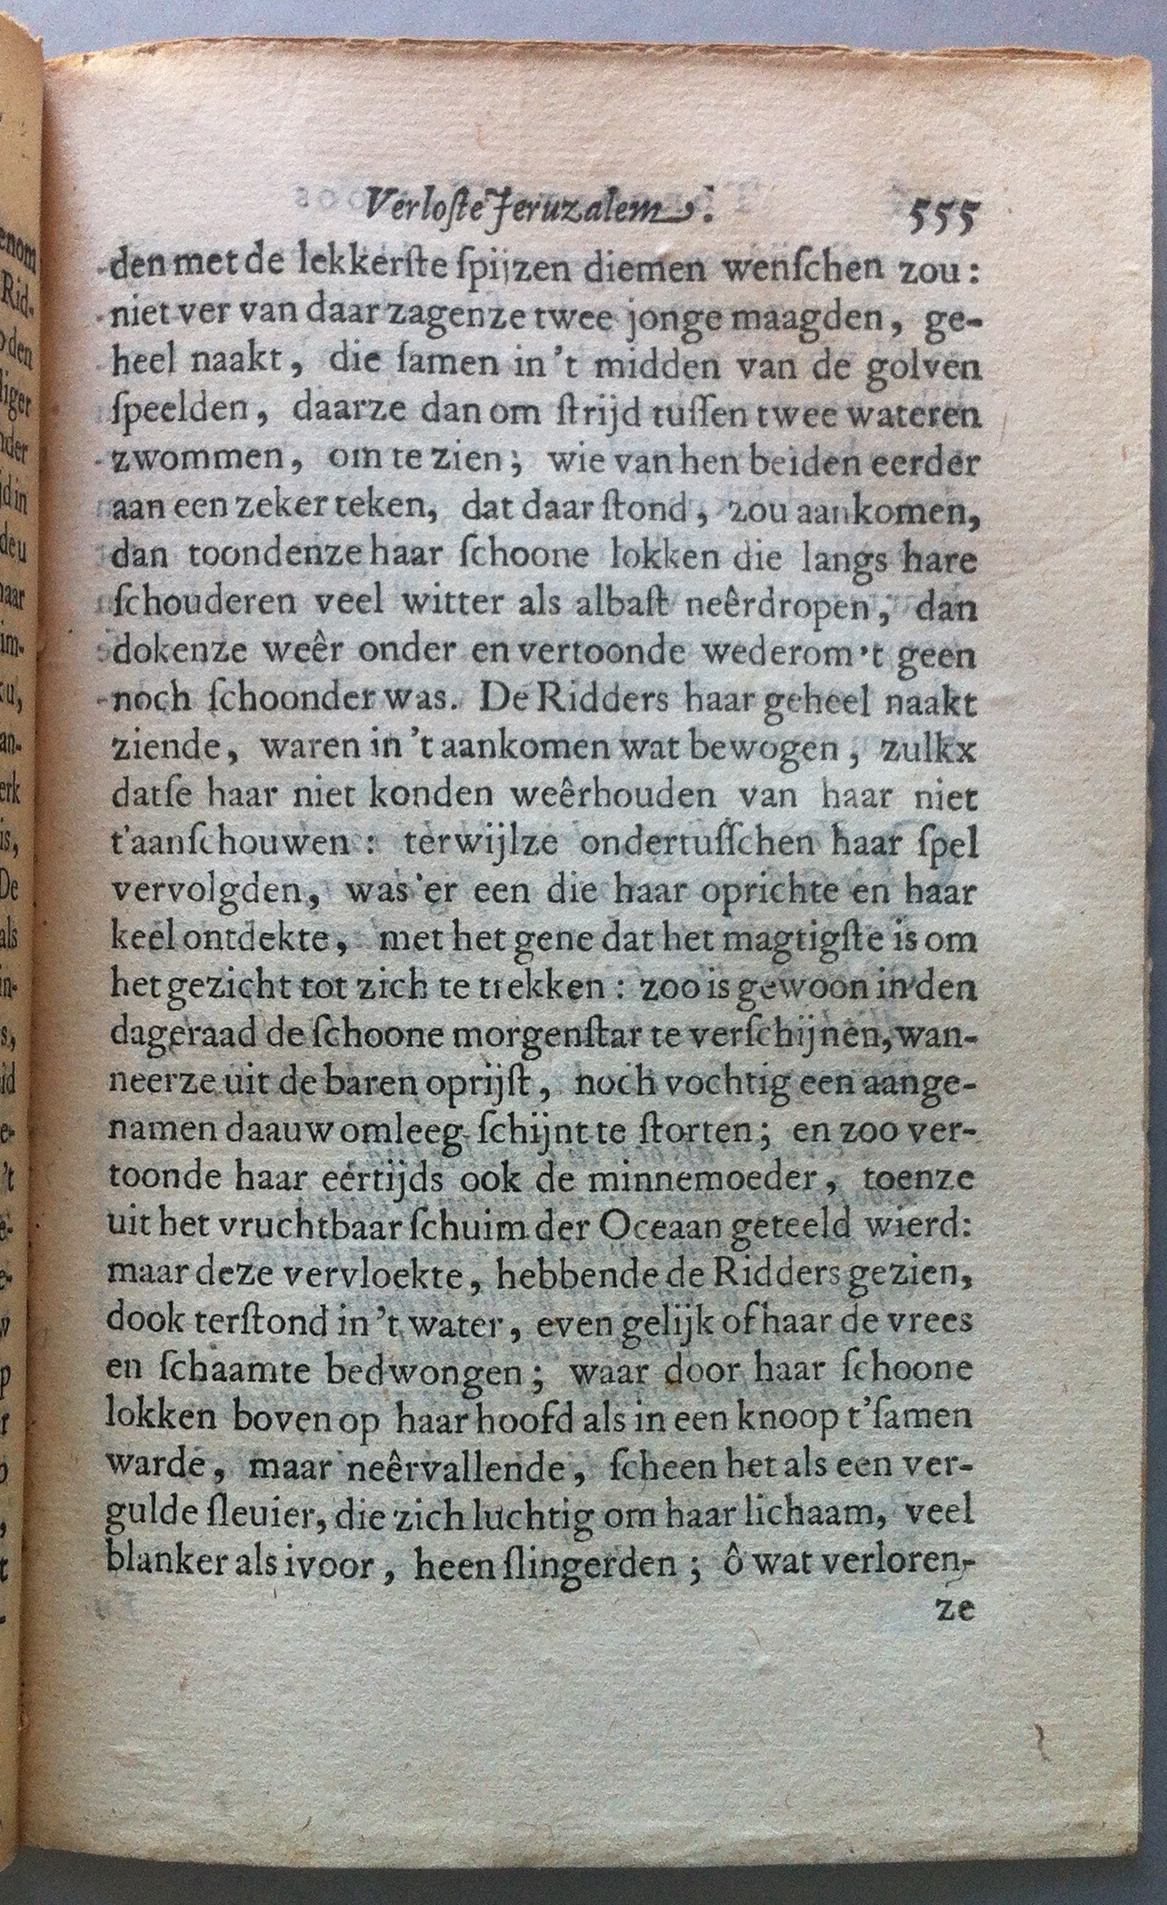 Verloſte Jeruzalem. 555
den met de lekkerſte ſpijzen diemen wenſchen zou:
niet ver van daar zagenze twee jonge maagden, ge-
heel naakt, die ſamen in 't midden van de golven
ſpeelden, daarze dan om ſtrijd tuſſen twee wateren
zwommen, om te zien; wie van hen beiden eerder
aan een zeker teken, dat daar ſtond, zou aankomen,
dan toondenze haar ſchoone lokken die langs hare
ſchouderen veel witter als albaſt neêrdropen, dan
dokenze weêr onder en vertoonde wederom 't geen
noch ſchoonder was. De Ridders haar geheel naakt
ziende, waren in 't aankomen wat bewogen, zulkx
datſe haar niet konden weêrhouden van haar niet
t'aanſchouwen: terwijlze ondertuſſchen haar ſpel
vervolgden, was 'er een die haar oprichte en haar
keel ontdekte, met het gene dat het magtigſte is om
het gezicht tot zich te trekken: zoo is gewoon in den
dageraad de ſchoone morgenſtar te verſchijnen, wan-
neerze uit de baren oprijſt, noch vochtig een aange-
namen daauw omleeg ſchijnt te ſtorten; en zoo ver-
toonde haar eértijds ook de minnemoeder, toenze
uit het vruchtbaar ſchuim der Oceaan geteeld wierd:
maar deze vervloekte, hebbende de Ridders gezien,
dook terſtond in 't water, even gelijk of haar de vrees
en ſchaamte bedwongen; waar door haar ſchoone
lokken boven op haar hoofd als in een knoop t'ſamen
warde, maar neêrvallende, ſcheen het als een ver-
gulde ſleuier, die zich luchtig om haar lichaam, veel
blanker als ivoor, heen ſlingerden; ô wat verloren-
ze